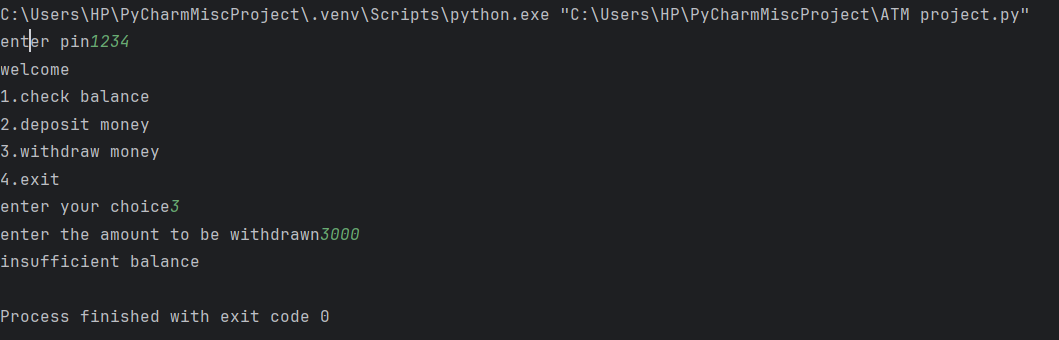 C:\Users\HP\PyCharmMiscProject\.venv\Scripts\python.exe "C:\Users\HP\PyCharmMiscProject\ATM project.py"
enter pin1234
welcome
1.check balance
2.deposit money
3.withdraw money
4.exit
enter your choice3
enter the amount to be withdrawn3000
insufficient balance
Process finished with exit code 0